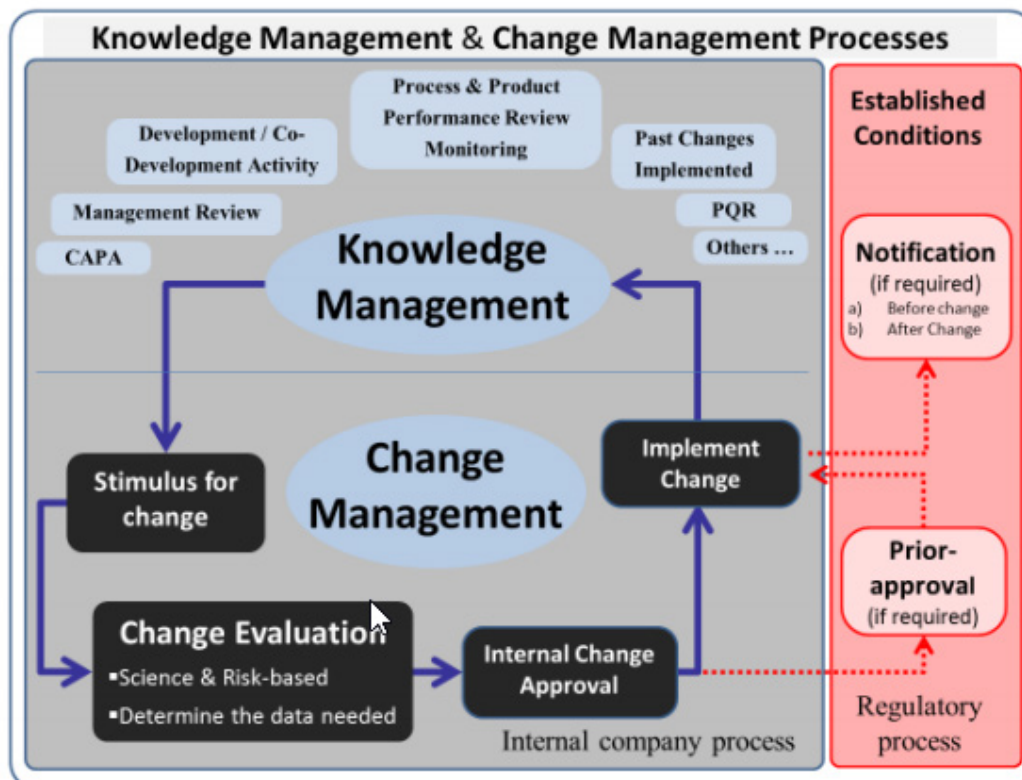 Knowledge Management & Change Management Processes
Process & Product
Performance Review
Monitoring
Development / Co-
Development Activity
Past Changes
Implemented
Management Review
PQR
CAPA
Others ...
Knowledge
Management
Change
Management
Stimulus for
change
Implement
Change
Change Evaluation
▪Science & Risk-based
▪Determine the data needed
Internal Change
Approval
Internal company process
Established
Conditions
Notification
(if required)
a) Before change
b) After Change
Prior-
approval
(if required)
Regulatory
process